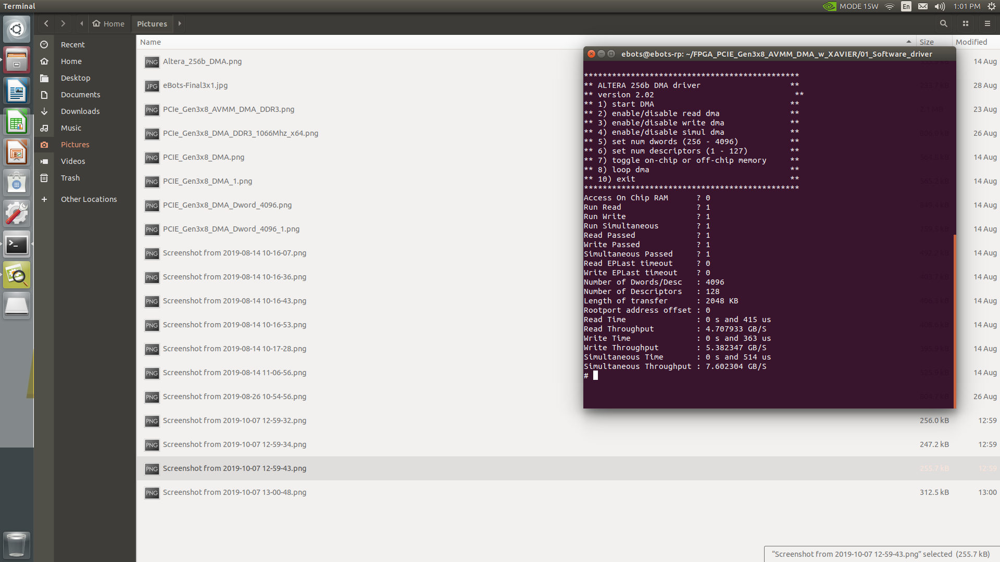 Terminal
MODE 15W
En
1:01 PM
Home
Pictures
Recent
Home
Desktop
Documents
Downloads
Music
Pictures
Videos
Trash
+ Other Locations
Name
Size
Modified
PNG Altera_256b_DMA.png
14 Aug
JPG eBots-Final3x1.jpg
28 Aug
PNG PCIe_Gen3x8_AVMM_DMA_DDR3.png
23 Aug
PNG PCIe_Gen3x8_DMA_DDR3_1066Mhz_x64.png
26 Aug
PNG PCIE_Gen3x8_DMA.png
14 Aug
PNG PCIE_Gen3x8_DMA_1.png
14 Aug
PNG PCIE_Gen3x8_DMA_Dword_4096.png
14 Aug
PNG PCIE_Gen3x8_DMA_Dword_4096_1.png
14 Aug
PNG Screenshot from 2019-08-14 10-16-07.png
14 Aug
PNG Screenshot from 2019-08-14 10-16-36.png
14 Aug
PNG Screenshot from 2019-08-14 10-16-43.png
14 Aug
PNG Screenshot from 2019-08-14 10-16-53.png
14 Aug
PNG Screenshot from 2019-08-14 10-17-28.png
14 Aug
PNG Screenshot from 2019-08-14 11-06-56.png
14 Aug
PNG Screenshot from 2019-08-26 10-54-56.png
26 Aug
PNG Screenshot from 2019-10-07 12-59-32.png
256.0 kB
12:59
PNG Screenshot from 2019-10-07 12-59-34.png
247.2 kB
12:59
PNG Screenshot from 2019-10-07 12-59-43.png
255.7 kB
12:59
PNG Screenshot from 2019-10-07 13-00-48.png
312.5 kB
13:00
ebots@ebots-rp: ~/FPGA_PCIE_Gen3x8_AVMM_DMA_w_XAVIER/01_Software_driver
**********************************************
** ALTERA 256b DMA driver                   **
** version 2.02                              **
** 1) start DMA                             **
** 2) enable/disable read dma               **
** 3) enable/disable write dma              **
** 4) enable/disable simul dma              **
** 5) set num dwords (256 - 4096)           **
** 6) set num descriptors (1 - 127)         **
** 7) toggle on-chip or off-chip memory     **
** 8) loop dma                              **
** 10) exit                                 **
**********************************************
Access On Chip RAM      ? 0
Run Read                ? 1
Run Write               ? 1
Run Simultaneous        ? 1
Read Passed             ? 1
Write Passed            ? 1
Simultaneous Passed     ? 1
Read EPLast timeout     ? 0
Write EPLast timeout    ? 0
Number of Dwords/Desc   : 4096
Number of Descriptors   : 128
Length of transfer      : 2048 KB
Rootport address offset : 0
Read Time               : 0 s and 415 us
Read Throughput         : 4.707933 GB/S
Write Time              : 0 s and 363 us
Write Throughput        : 5.382347 GB/S
Simultaneous Time       : 0 s and 514 us
Simultaneous Throughput : 7.602304 GB/S
#
“Screenshot from 2019-10-07 12-59-43.png” selected (255.7 kB)